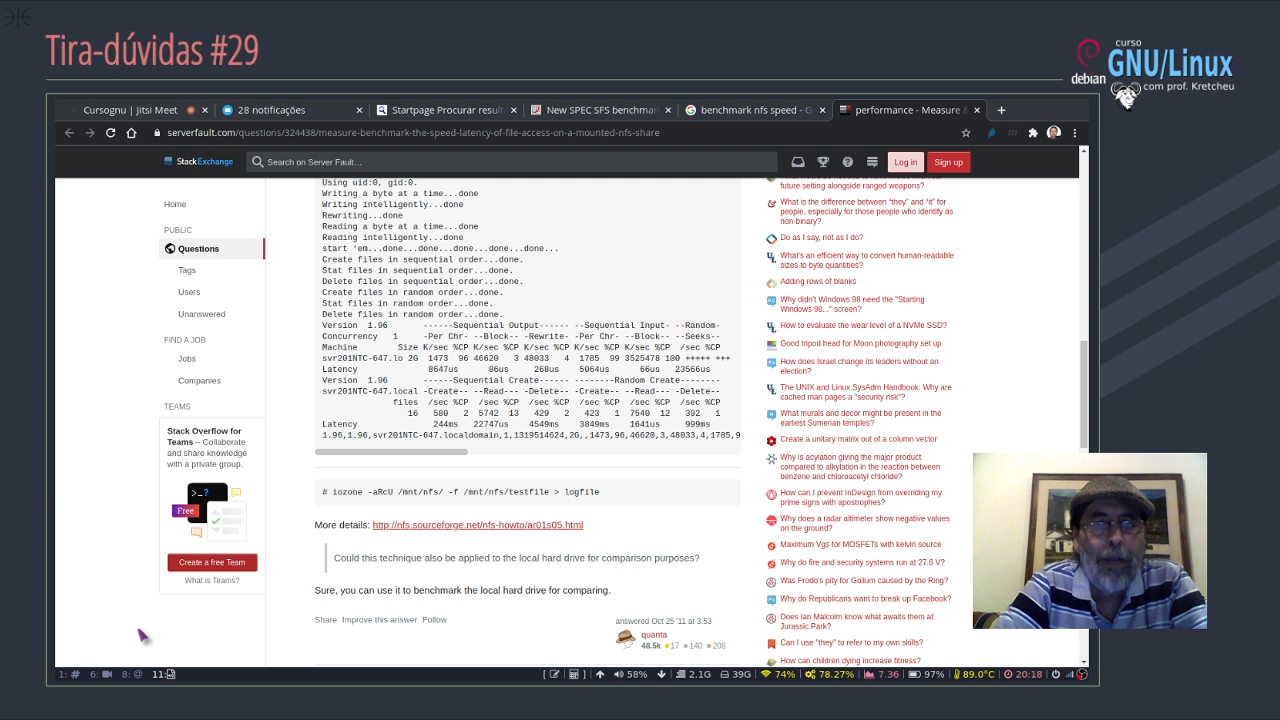 Tira-dúvidas #29
curso
GNU/Linux
debian
com prof. Kretcheu
Cursognu | Jitsi Meet
28 notificações
Startpage Procurar result
New SPEC SFS benchmar
benchmark nfs speed - G
performance - Measure &
serverfault.com/questions/324438/measure-benchmark-the-speed-latency-of-file-access-on-a-mounted-nfs-share
StackExchange
Search on Server Fault…
Log in
Sign up
Home
PUBLIC
Questions
Tags
Users
Unanswered
FIND A JOB
Jobs
Companies
TEAMS
Stack Overflow for
Teams – Collaborate
and share knowledge
with a private group.
>_?
Free
Create a free Team
What is Teams?
Using uid:0, gid:0.
Writing a byte at a time...done
Writing intelligently...done
Rewriting...done
Reading a byte at a time...done
Reading intelligently...done
start 'em...done...done...done...done...done...
Create files in sequential order...done.
Stat files in sequential order...done.
Delete files in sequential order...done.
Create files in random order...done.
Stat files in random order...done.
Delete files in random order...done.
Version 1.96 ------Sequential Output------ --Sequential Input- --Random-
Concurrency 1 -Per Chr- --Block-- -Rewrite- -Per Chr- --Block-- --Seeks--
Machine Size K/sec %CP K/sec %CP K/sec %CP K/sec %CP K/sec %CP /sec %CP
svr201NTC-647.lo 2G 1473 96 46620 3 48033 4 1785 99 3525478 100 +++++ +++
Latency 8647us 86us 268us 5064us 66us 23566us
Version 1.96 ------Sequential Create------ --------Random Create--------
svr201NTC-647.local -Create-- --Read--- -Delete-- -Create-- --Read--- -Delete--
files /sec %CP /sec %CP /sec %CP /sec %CP /sec %CP /sec %CP
16 580 2 5742 13 429 2 423 1 7540 12 392 1
Latency 244ms 22747us 4549ms 3849ms 1641us 999ms
1.96,1.96,svr201NTC-647.localdomain,1,1319514624,2G,,1473,96,46620,3,48033,4,1785,9
# iozone -aRcU /mnt/nfs/ -f /mnt/nfs/testfile > logfile
More details: http://nfs.sourceforge.net/nfs-howto/ar01s05.html
Could this technique also be applied to the local hard drive for comparison purposes?
Sure, you can use it to benchmark the local hard drive for comparing.
Share Improve this answer Follow
answered Oct 25 '11 at 3:53
quanta
48.5k 17 140 208
future setting alongside ranged weapons?
What is the difference between “they” and “it” for
people, especially for those people who identify as
non-binary?
Do as I say, not as I do?
What's an efficient way to convert human-readable
sizes to byte quantities?
Adding rows of blanks
Why didn't Windows 98 need the "Starting
Windows 98..." screen?
How to evaluate the wear level of a NVMe SSD?
Good tripod head for Moon photography set up
How does Israel change its leaders without an
election?
The UNIX and Linux SysAdm Handbook: Why are
cached man pages a "security risk"?
What murals and decor might be present in the
earliest Sumerian temples?
Create a unitary matrix out of a column vector
Why is acylation giving the major product
compared to alkylation in the reaction between
benzene and chloroacetyl chloride?
How can I prevent InDesign from overriding my
prime signs with apostrophes?
Why does a radar altimeter show negative values
on the ground?
Maximum Vgs for MOSFETs with kelvin source
Why do fire and security systems run at 27.6 V?
Was Frodo's pity for Gollum caused by the Ring?
Why do Republicans want to break up Facebook?
Does Ian Malcolm know what awaits them at
Jurassic Park?
Can I use "they" to refer to my own skills?
How can children dying increase fitness?
1: # 6: 8: @ 11: [ ] 58% 2.1G 39G 74% 78.27% 7.36 97% 89.0°C 20:18